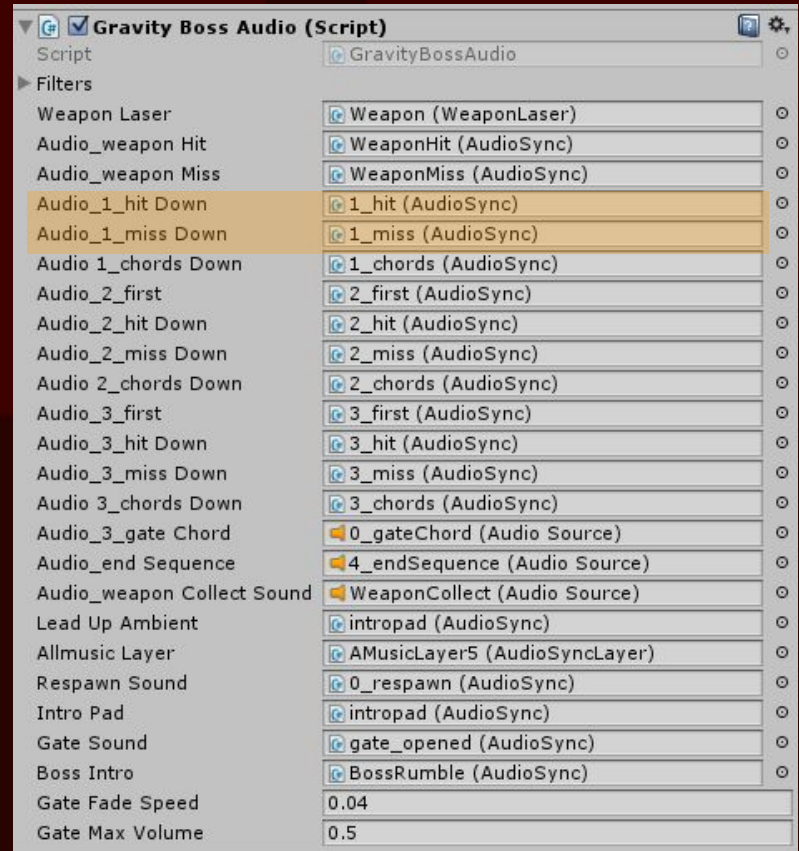 Gravity Boss Audio (Script)
Script GravityBossAudio
Filters
Weapon Laser Weapon (WeaponLaser)
Audio_weapon Hit WeaponHit (AudioSync)
Audio_weapon Miss WeaponMiss (AudioSync)
Audio_1_hit Down 1_hit (AudioSync)
Audio_1_miss Down 1_miss (AudioSync)
Audio 1_chords Down 1_chords (AudioSync)
Audio_2_first 2_first (AudioSync)
Audio_2_hit Down 2_hit (AudioSync)
Audio_2_miss Down 2_miss (AudioSync)
Audio 2_chords Down 2_chords (AudioSync)
Audio_3_first 3_first (AudioSync)
Audio_3_hit Down 3_hit (AudioSync)
Audio_3_miss Down 3_miss (AudioSync)
Audio 3_chords Down 3_chords (AudioSync)
Audio_3_gate Chord 0_gateChord (Audio Source)
Audio_end Sequence 4_endSequence (Audio Source)
Audio_weapon Collect Sound WeaponCollect (Audio Source)
Lead Up Ambient intropad (AudioSync)
Allmusic Layer AMusicLayer5 (AudioSyncLayer)
Respawn Sound 0_respawn (AudioSync)
Intro Pad intropad (AudioSync)
Gate Sound gate_opened (AudioSync)
Boss Intro BossRumble (AudioSync)
Gate Fade Speed 0.04
Gate Max Volume 0.5